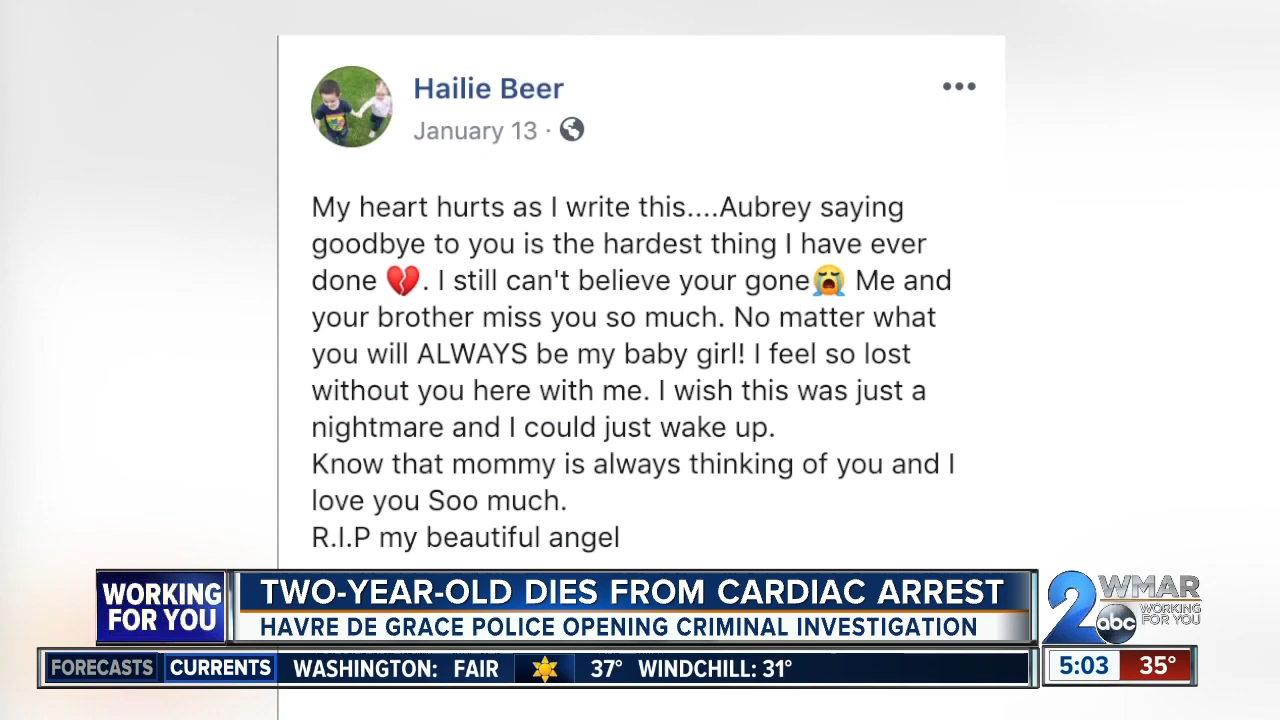 Hailie Beer
January 13 ·
My heart hurts as I write this....Aubrey saying
goodbye to you is the hardest thing I have ever
done 💔. I still can't believe your gone😭 Me and
your brother miss you so much. No matter what
you will ALWAYS be my baby girl! I feel so lost
without you here with me. I wish this was just a
nightmare and I could just wake up.
Know that mommy is always thinking of you and I
love you Soo much.
R.I.P my beautiful angel
WORKING
FOR YOU
TWO-YEAR-OLD DIES FROM CARDIAC ARREST
HAVRE DE GRACE POLICE OPENING CRIMINAL INVESTIGATION
2 WMAR
abc
WORKING
FOR YOU
FORECASTS CURRENTS WASHINGTON: FAIR 37° WINDCHILL: 31°
5:03 35°